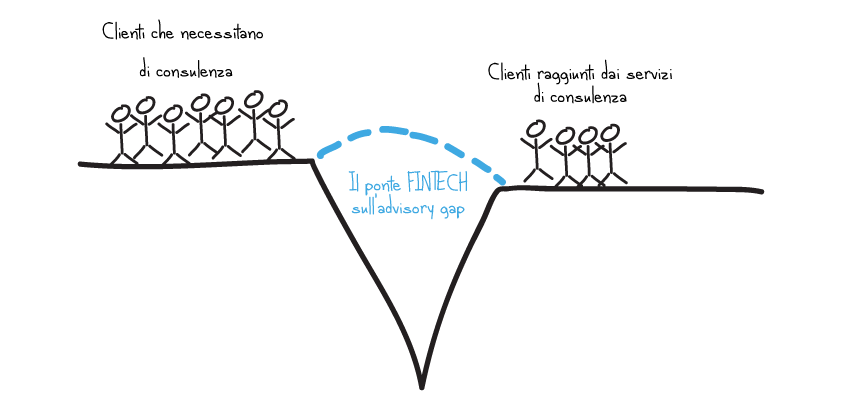 Clienti che necessitano
di consulenza
Clienti raggiunti dai servizi
di consulenza
Il ponte FINTECH
sull'advisory gap